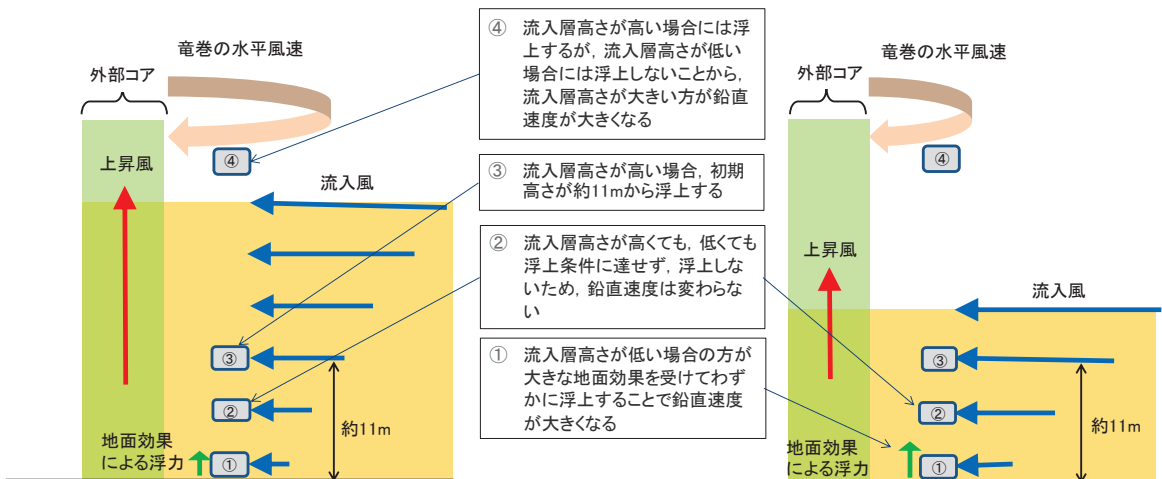 竜巻の水平風速
外部コア
④
上昇風
流入風
③
②
①
約11m
地面効果
による浮力
④ 流入層高さが高い場合には浮
上するが，流入層高さが低い
場合には浮上しないことから，
流入層高さが大きい方が鉛直
速度が大きくなる
③ 流入層高さが高い場合，初期
高さが約11mから浮上する
② 流入層高さが高くても，低くても
浮上条件に達せず，浮上しな
いため，鉛直速度は変わらな
い
① 流入層高さが低い場合の方が
大きな地面効果を受けてわず
かに浮上することで鉛直速度
が大きくなる
竜巻の水平風速
外部コア
④
上昇風
流入風
③
②
①
約11m
地面効果
による浮力